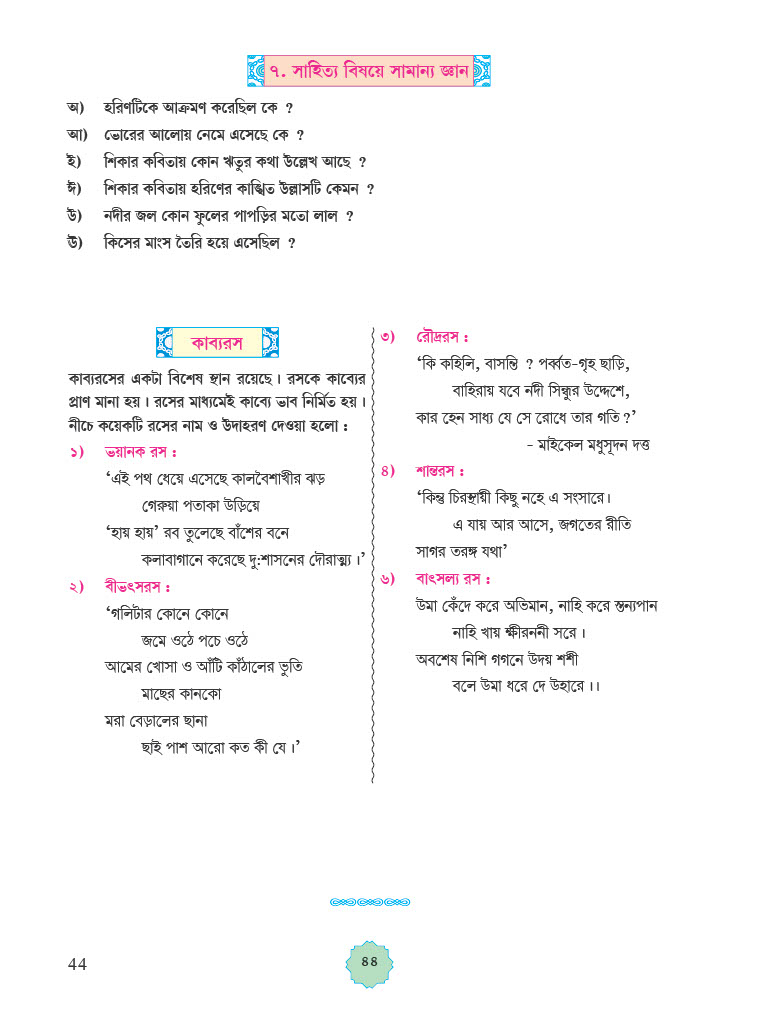 ৭. সাহিত্য বিষয়ে সামান্য জ্ঞান
অ) হরিণটিকে আক্রমণ করেছিল কে ?
আ) ভোরের আলোয় নেমে এসেছে কে ?
ই) শিকার কবিতায় কোন ঋতুর কথা উল্লেখ আছে ?
ঈ) শিকার কবিতায় হরিণের কাঙ্খিত উল্লাসটি কেমন ?
উ) নদীর জল কোন ফুলের পাপড়ির মতো লাল ?
ঊ) কিসের মাংস তৈরি হয়ে এসেছিল ?
কাব্যরস
কাব্যরসের একটা বিশেষ স্থান রয়েছে। রসকে কাব্যের
প্রাণ মানা হয়। রসের মাধ্যমেই কাব্যে ভাব নির্মিত হয়।
নীচে কয়েকটি রসের নাম ও উদাহরণ দেওয়া হলো :
১) ভয়ানক রস :
‘এই পথ ধেয়ে এসেছে কালবৈশাখীর ঝড়
গেরুয়া পতাকা উড়িয়ে
‘হায় হায়’ রব তুলেছে বাঁশের বনে
কলাবাগানে করেছে দু:শাসনের দৌরাত্ম্য।’
২) বীভৎসরস :
‘গলিটার কোনে কোনে
জমে ওঠে পচে ওঠে
আমের খোসা ও আঁটি কাঁঠালের ভুতি
মাছের কানকো
মরা বেড়ালের ছানা
ছাই পাশ আরো কত কী যে।’
৩) রৌদ্ররস :
‘কি কহিলি, বাসন্তি ? পর্ব্বত-গৃহ ছাড়ি,
বাহিরায় যবে নদী সিন্ধুর উদ্দেশে,
কার হেন সাধ্য যে সে রোধে তার গতি ?’
- মাইকেল মধুসূদন দত্ত
৪) শান্তরস :
‘কিন্তু চিরস্থায়ী কিছু নহে এ সংসারে।
এ যায় আর আসে, জগতের রীতি
সাগর তরঙ্গ যথা’
৬) বাৎসল্য রস :
উমা কেঁদে করে অভিমান, নাহি করে স্তন্যপান
নাহি খায় ক্ষীরননী সরে।
অবশেষ নিশি গগনে উদয় শশী
বলে উমা ধরে দে উহারে।।
44
৪৪